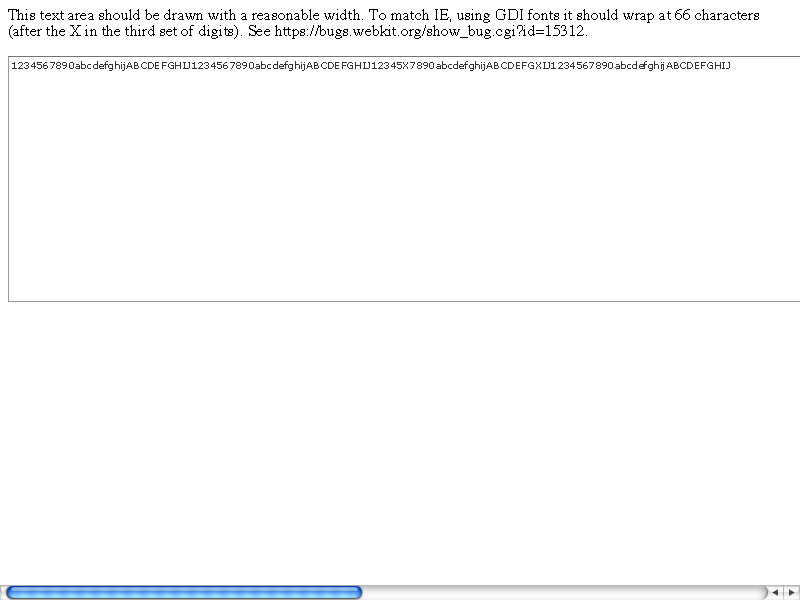 This text area should be drawn with a reasonable width. To match IE, using GDI fonts it should wrap at 66 characters
(after the X in the third set of digits). See https://bugs.webkit.org/show_bug.cgi?id=15312.
1234567890abcdefghijABCDEFGHIJ1234567890abcdefghijABCDEFGHIJ12345X7890abcdefghijABCDEFGXIJ1234567890abcdefghijABCDEFGHIJ